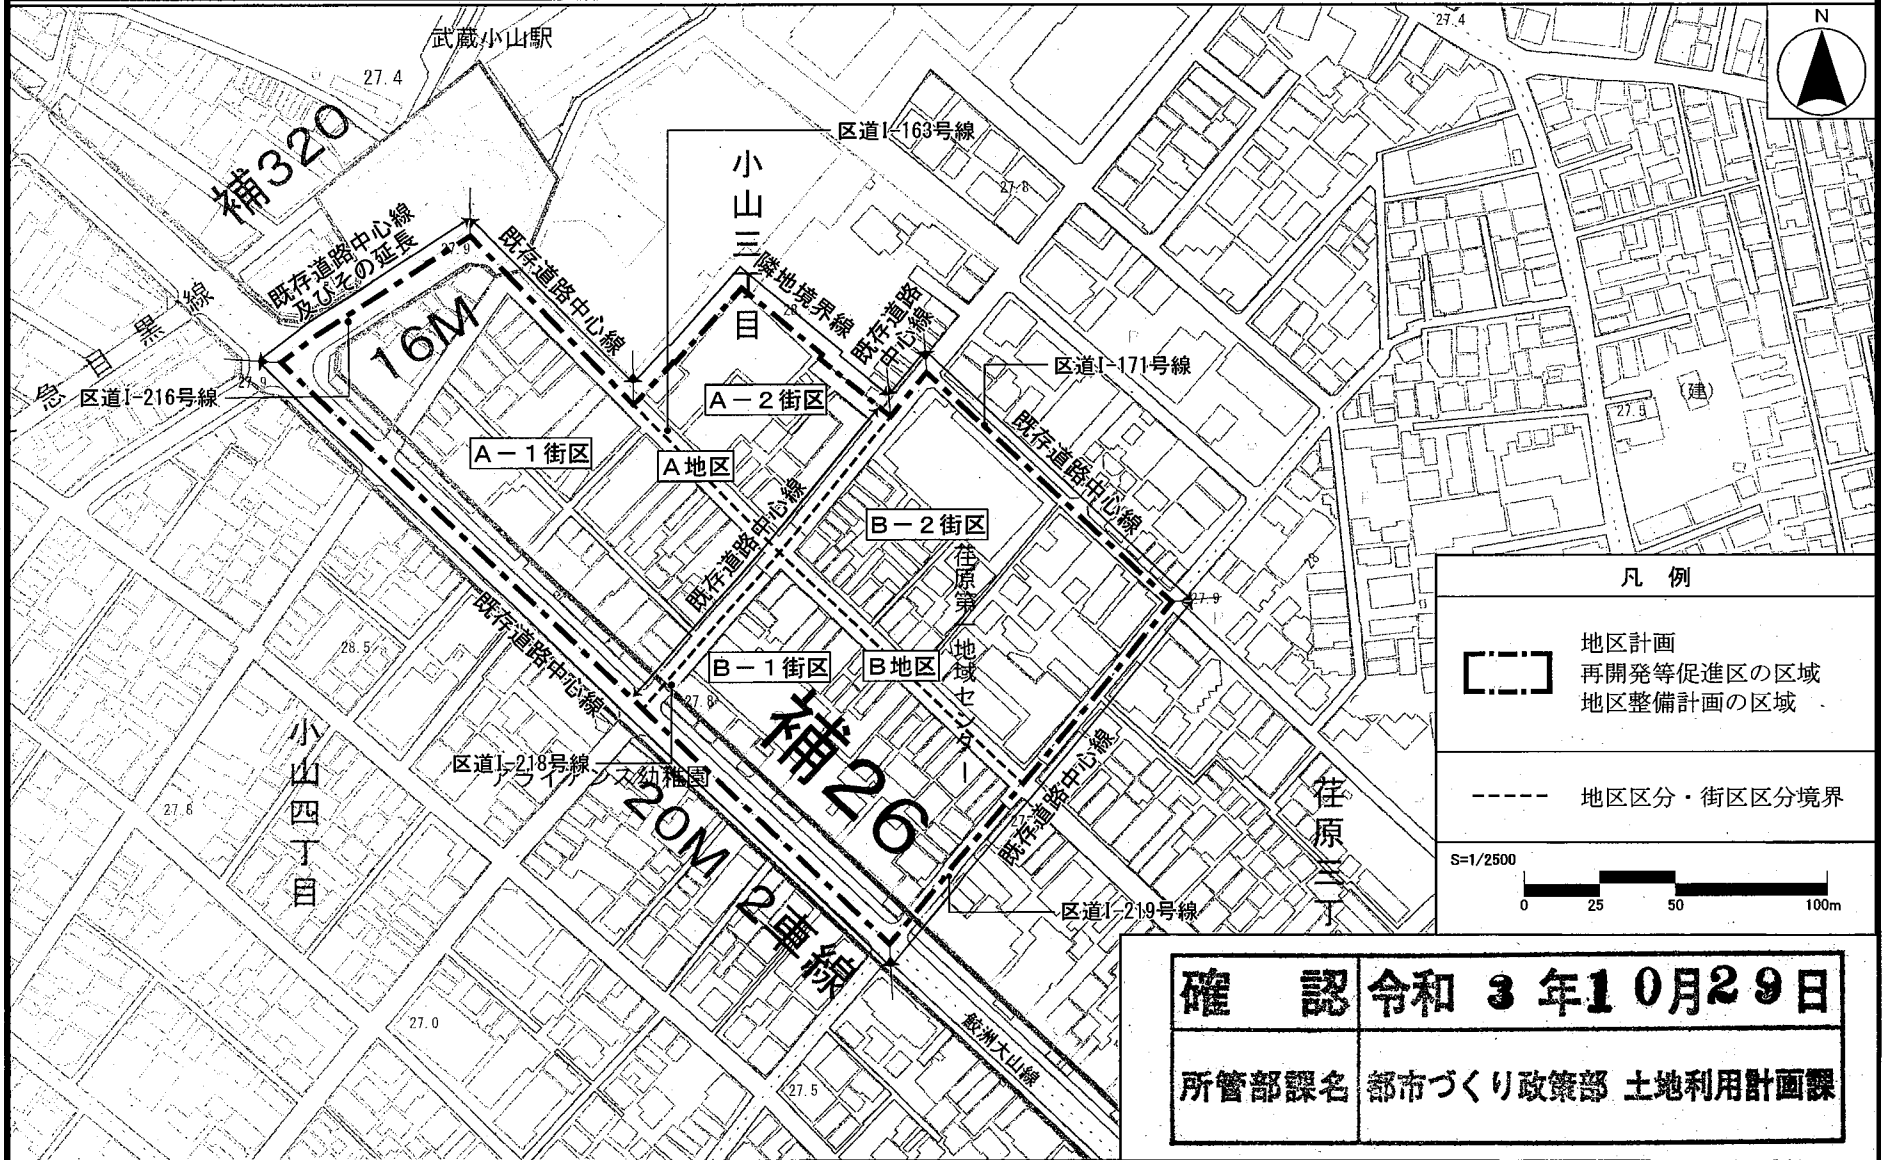 武蔵小山駅
27.4
27.4
N
補320
区道Ⅰ-163号線
小山三丁目
27.8
既存道路中心線
及びその延長
27.9
既存道路中心線
隣地境界線
28
既存道路
中心線
目黒線
16M
27.9
区道Ⅰ-216号線
区道Ⅰ-171号線
A-2街区
(建)
27.9
既存道路中心線
A-1街区
A地区
既存道路中心線
B-2街区
荏原第一地域センター
28
27.9
既存道路中心線
28.5
B-1街区
B地区
27.8
補26
小山四丁目
区道Ⅰ-218号線
幼稚園
20M 2車線
27.8
既存道路中心線
荏原三丁
区道Ⅰ-219号線
27.0
鮫洲大山線
27.5
凡 例
地区計画
再開発等促進区の区域
地区整備計画の区域
地区区分・街区区分境界
S=1/2500
0 25 50 100m
確 認 令和 3 年10月29日
所管部課名 都市づくり政策部 土地利用計画課